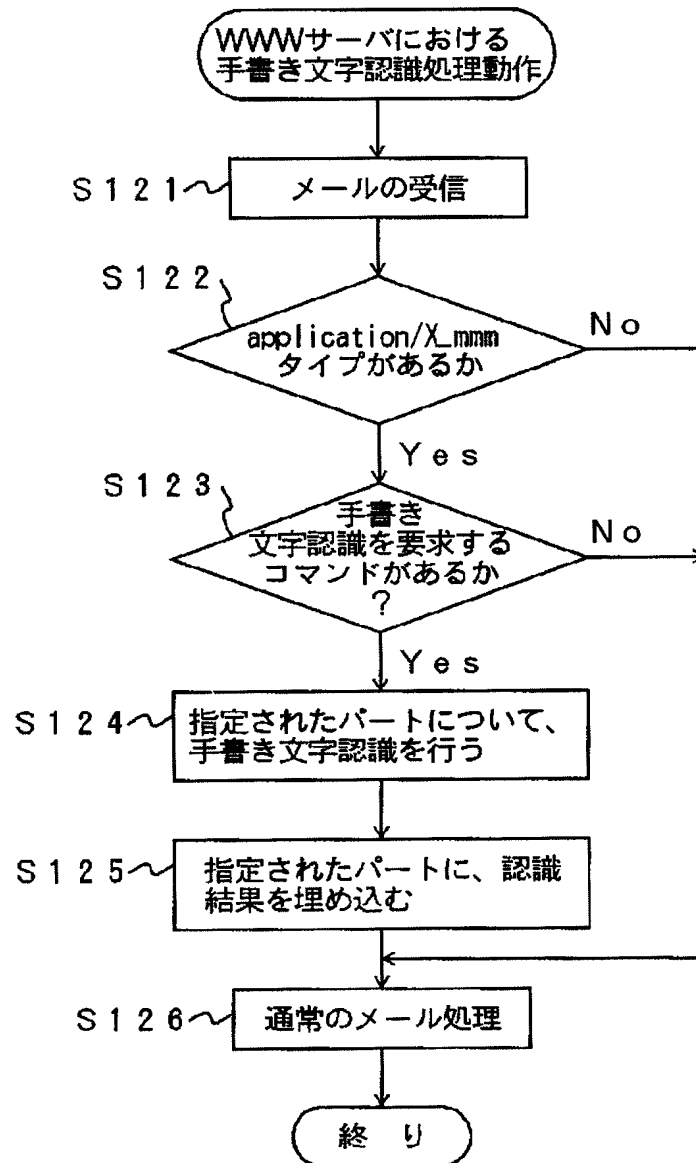 WWWサーバにおける
手書き文字認識処理動作
S121
メールの受信
S122
application/X_mmm
タイプがあるか
No
Yes
S123
手書き
文字認識を要求する
コマンドがあるか
?
No
Yes
S124
指定されたパートについて、
手書き文字認識を行う
S125
指定されたパートに、認識
結果を埋め込む
S126
通常のメール処理
終り